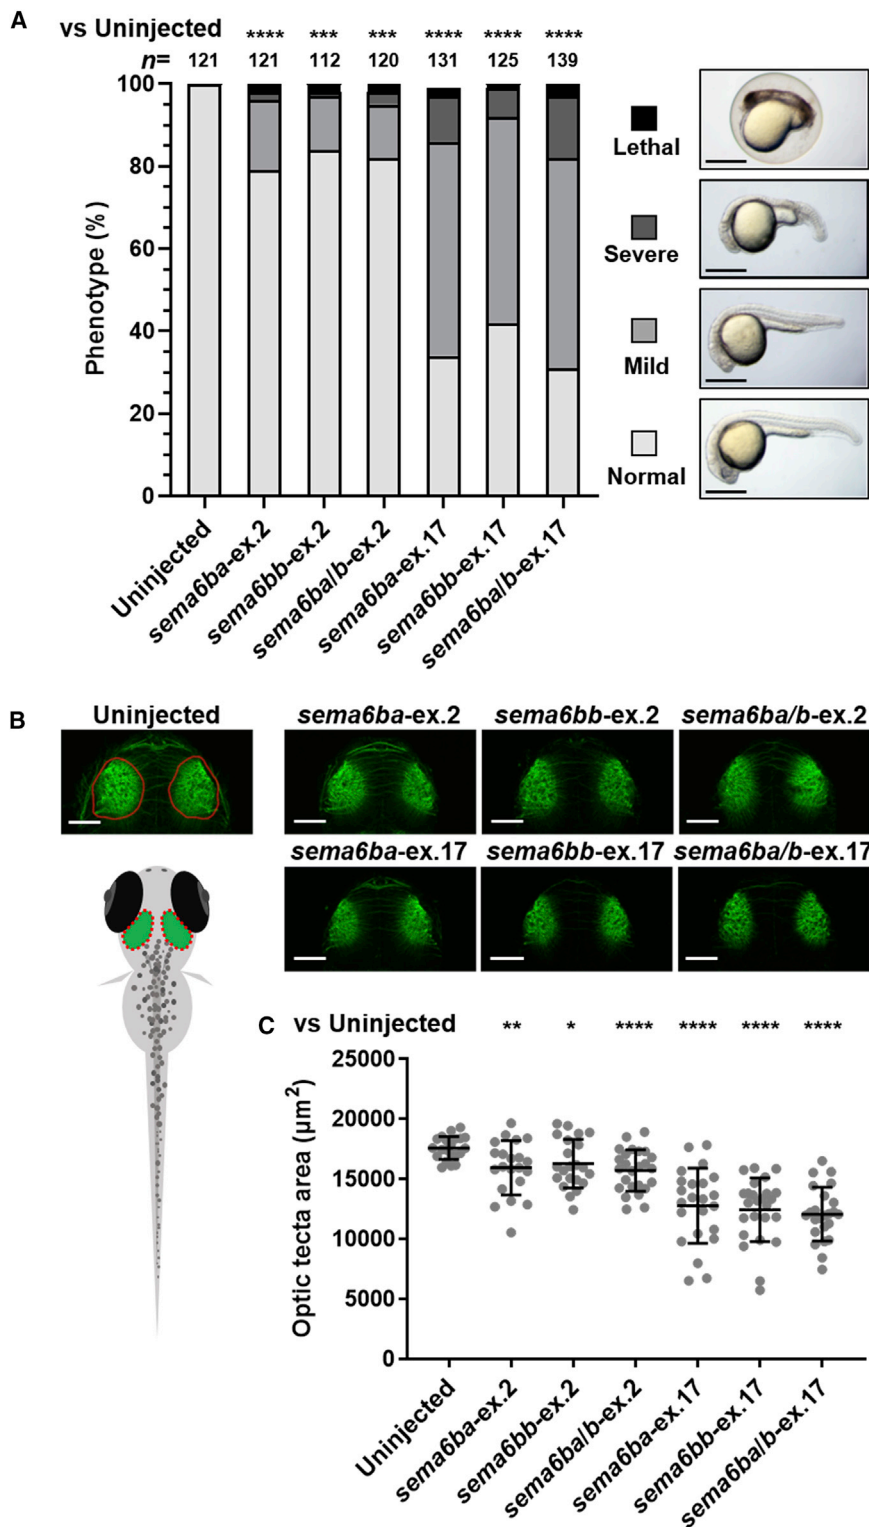 A
vs Uninjected **** *** *** **** **** ****
n= 121 121 112 120 131 125 139
100
80
60
40
20
0
Phenotype (%)
Lethal
Severe
Mild
Normal
Uninjected
sema6ba-ex.2
sema6bb-ex.2
sema6ba/b-ex.2
sema6ba-ex.17
sema6bb-ex.17
sema6ba/b-ex.17
B
Uninjected
sema6ba-ex.2
sema6bb-ex.2
sema6ba/b-ex.2
sema6ba-ex.17
sema6bb-ex.17
sema6ba/b-ex.17
C
vs Uninjected ** * **** **** **** ****
25000
20000
15000
10000
5000
0
Optic tecta area (µm²)
Uninjected
sema6ba-ex.2
sema6bb-ex.2
sema6ba/b-ex.2
sema6ba-ex.17
sema6bb-ex.17
sema6ba/b-ex.17